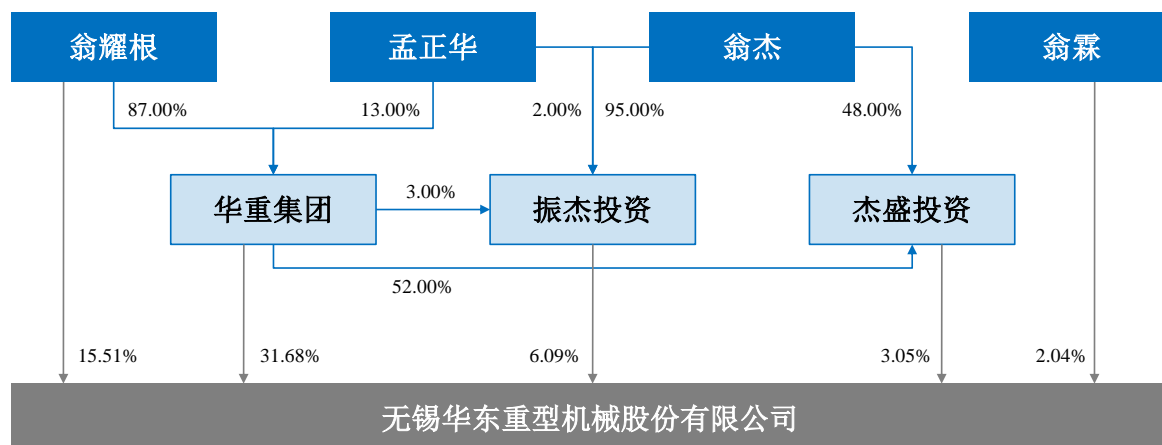 翁耀根
孟正华
翁杰
翁霖
87.00%
13.00%
2.00%
95.00%
48.00%
华重集团
3.00%
振杰投资
杰盛投资
52.00%
15.51%
31.68%
6.09%
3.05%
2.04%
无锡华东重型机械股份有限公司